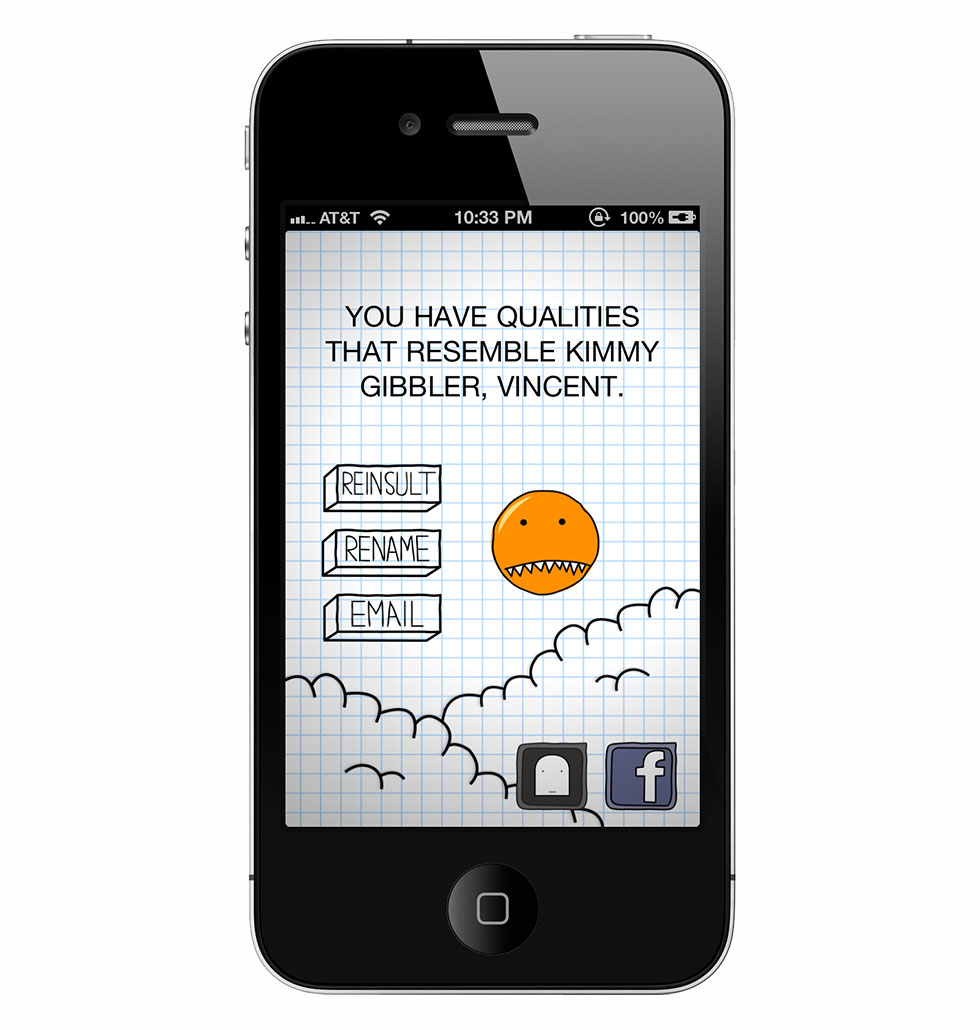 AT&T 10:33 PM 100%
YOU HAVE QUALITIES
THAT RESEMBLE KIMMY
GIBBLER, VINCENT.
REINSULT
RENAME
EMAIL
f